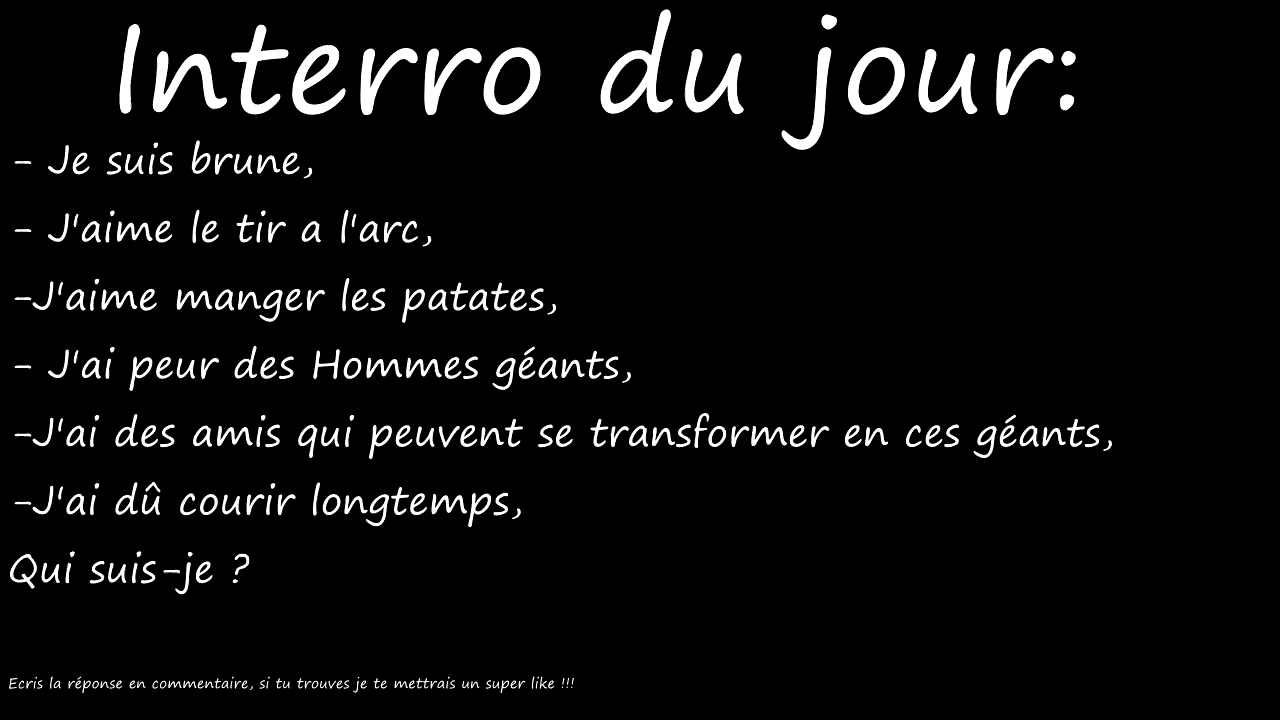 Interro du jour:
- Je suis brune,
- J'aime le tir a l'arc,
-J'aime manger les patates,
- J'ai peur des Hommes géants,
-J'ai des amis qui peuvent se transformer en ces géants,
-J'ai dû courir longtemps,
Qui suis-je ?
Ecris la réponse en commentaire, si tu trouves je te mettrais un super like !!!